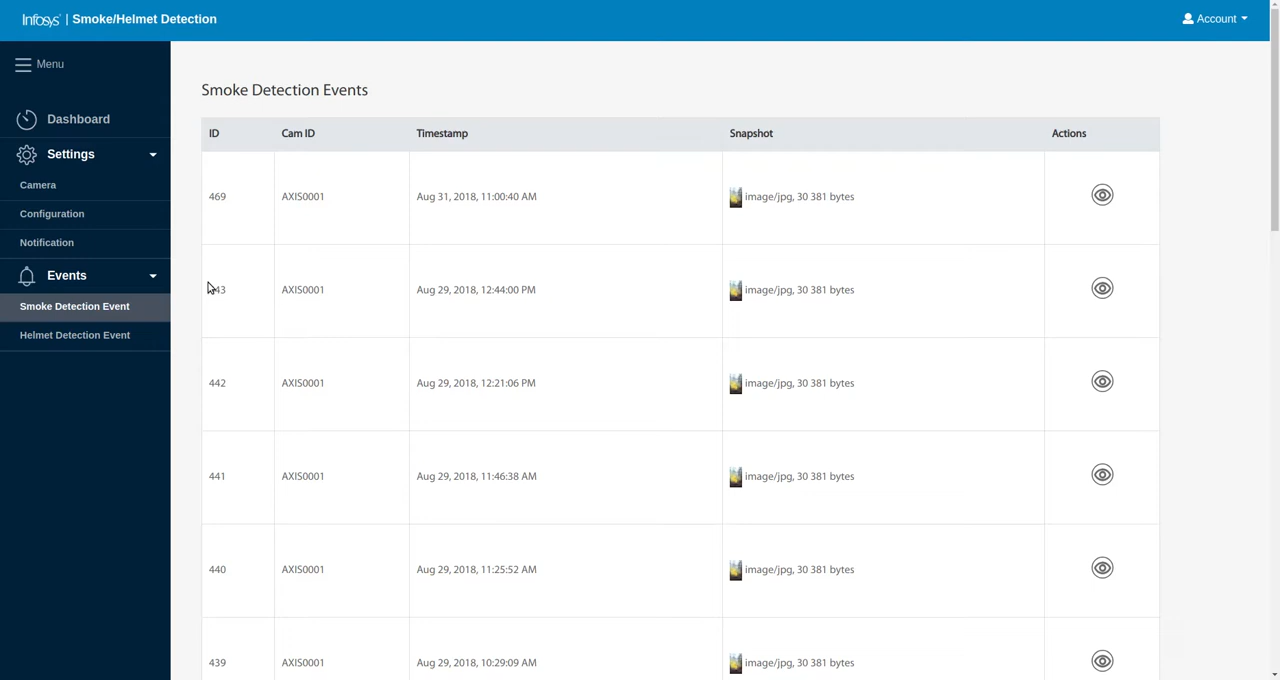 Infosys | Smoke/Helmet Detection
Account
Menu
Dashboard
Settings
Camera
Configuration
Notification
Events
Smoke Detection Event
Helmet Detection Event
Smoke Detection Events
ID Cam ID Timestamp Snapshot Actions
469 AXIS0001 Aug 31, 2018, 11:00:40 AM image/jpg, 30 381 bytes
AXIS0001 Aug 29, 2018, 12:44:00 PM image/jpg, 30 381 bytes
442 AXIS0001 Aug 29, 2018, 12:21:06 PM image/jpg, 30 381 bytes
441 AXIS0001 Aug 29, 2018, 11:46:38 AM image/jpg, 30 381 bytes
440 AXIS0001 Aug 29, 2018, 11:25:52 AM image/jpg, 30 381 bytes
439 AXIS0001 Aug 29, 2018, 10:29:09 AM image/jpg, 30 381 bytes